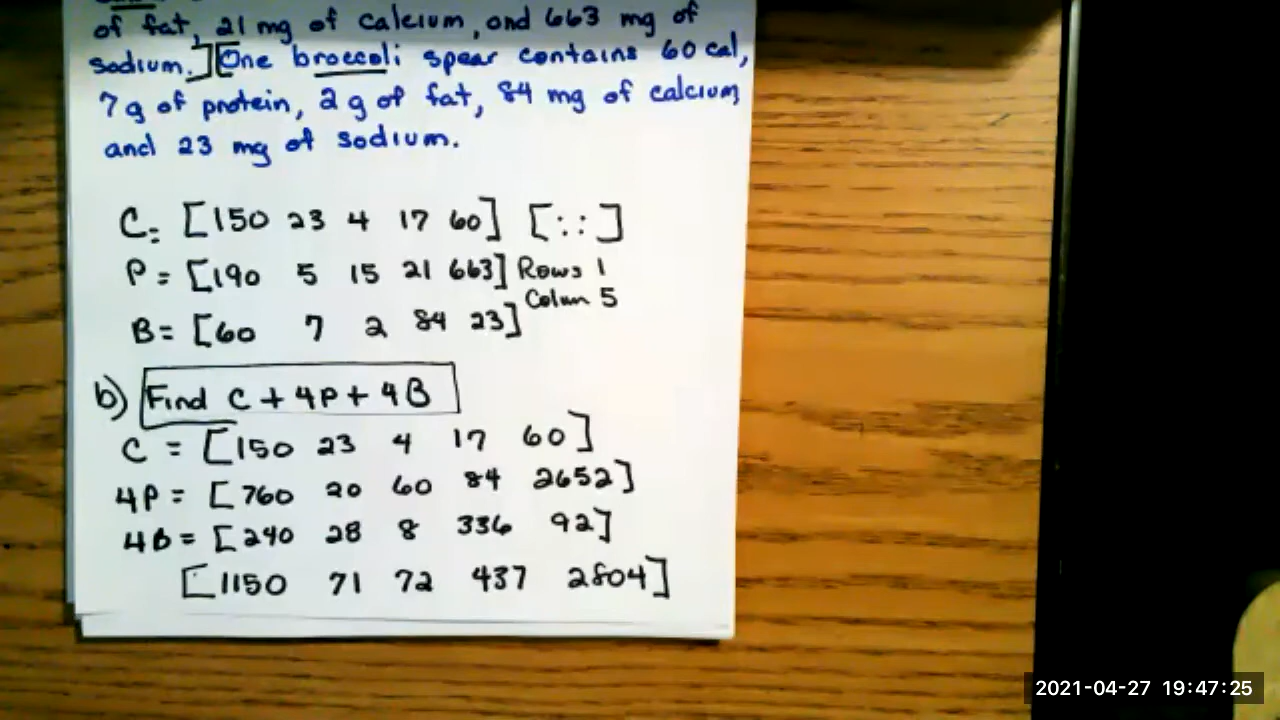 of fat, 21 mg of calcium, and 663 mg of
sodium.] [One broccoli spear contains 60 cal,
7 g of protein, 2 g of fat, 84 mg of calcium,
and 23 mg of sodium.
C = [150 23 4 17 60] [: :]
P = [190 5 15 21 663] Rows 1
Colum 5
B = [60 7 2 84 23]
b) Find C + 4P + 4B
C = [150 23 4 17 60]
4P = [760 20 60 84 2652]
4B = [240 28 8 336 92]
[1150 71 72 437 2804]
2021-04-27 19:47:25